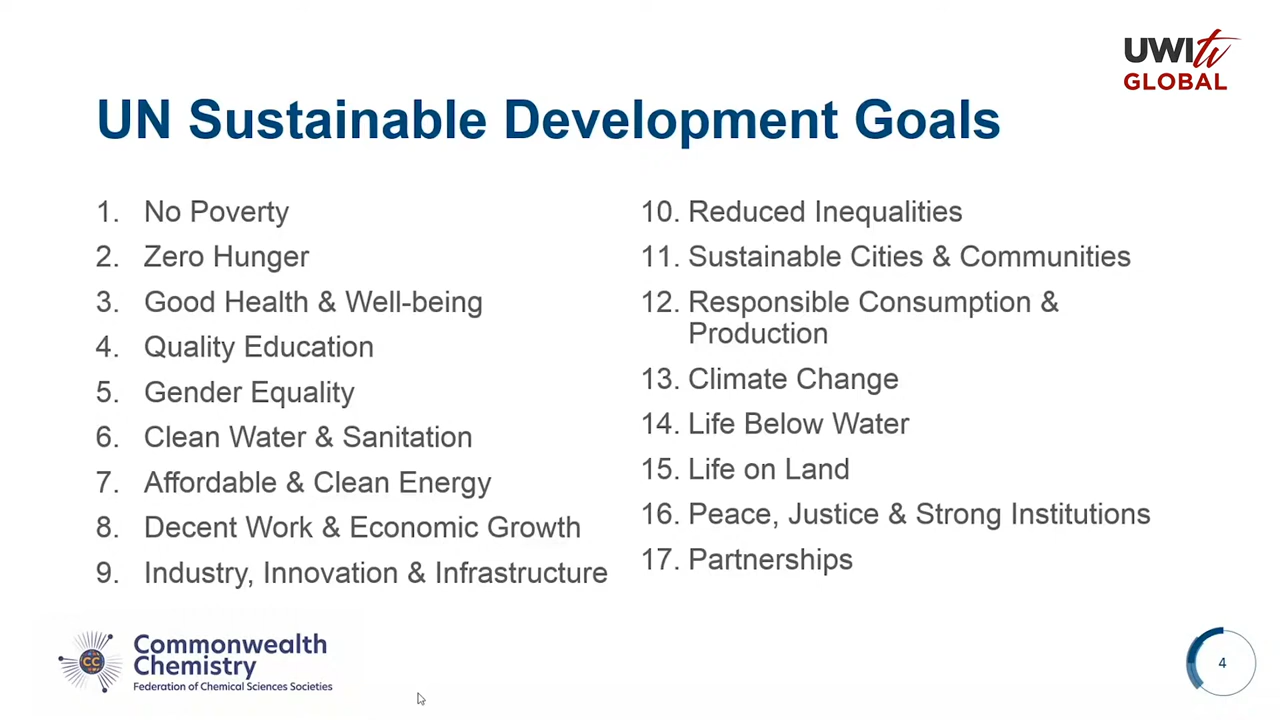 UWI tv
GLOBAL
UN Sustainable Development Goals
1. No Poverty
2. Zero Hunger
3. Good Health & Well-being
4. Quality Education
5. Gender Equality
6. Clean Water & Sanitation
7. Affordable & Clean Energy
8. Decent Work & Economic Growth
9. Industry, Innovation & Infrastructure
10. Reduced Inequalities
11. Sustainable Cities & Communities
12. Responsible Consumption &
Production
13. Climate Change
14. Life Below Water
15. Life on Land
16. Peace, Justice & Strong Institutions
17. Partnerships
CC
Commonwealth
Chemistry
Federation of Chemical Sciences Societies
4